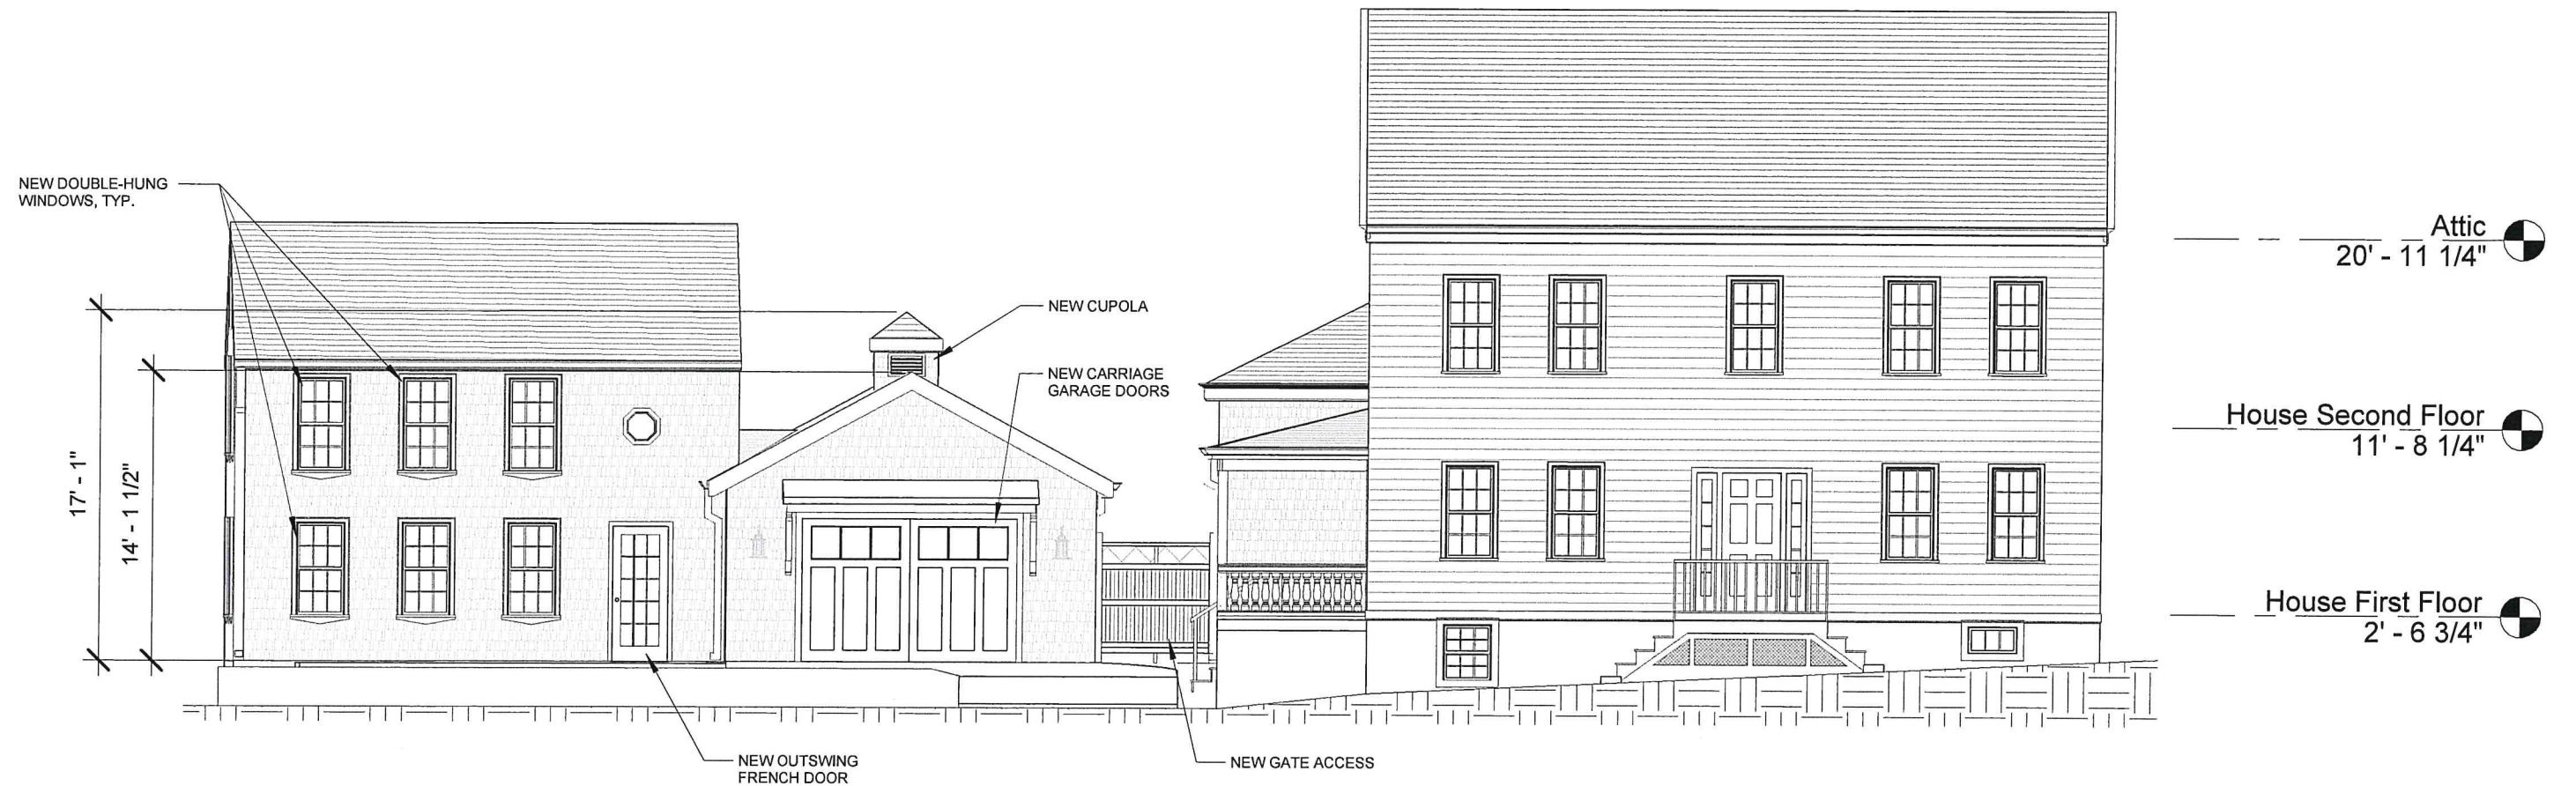 NEW DOUBLE-HUNG
WINDOWS, TYP.
17' - 1"
14' - 1 1/2"
NEW CUPOLA
NEW CARRIAGE
GARAGE DOORS
NEW OUTSWING
FRENCH DOOR
NEW GATE ACCESS
Attic
20' - 11 1/4"
House Second Floor
11' - 8 1/4"
House First Floor
2' - 6 3/4"